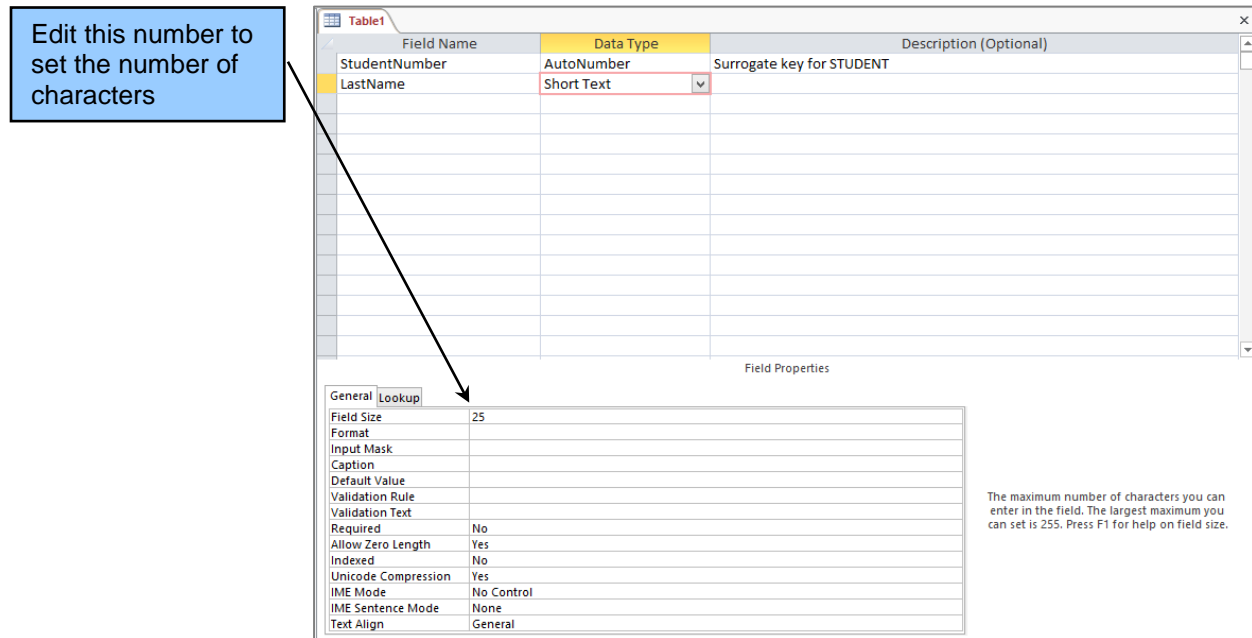 Edit this number to
set the number of
characters
Table1
Field Name Data Type Description (Optional)
StudentNumber AutoNumber Surrogate key for STUDENT
LastName Short Text
Field Properties
General Lookup
Field Size 25
Format
Input Mask
Caption
Default Value
Validation Rule
Validation Text
Required No
Allow Zero Length Yes
Indexed No
Unicode Compression Yes
IME Mode No Control
IME Sentence Mode None
Text Align General
The maximum number of characters you can
enter in the field. The largest maximum you
can set is 255. Press F1 for help on field size.